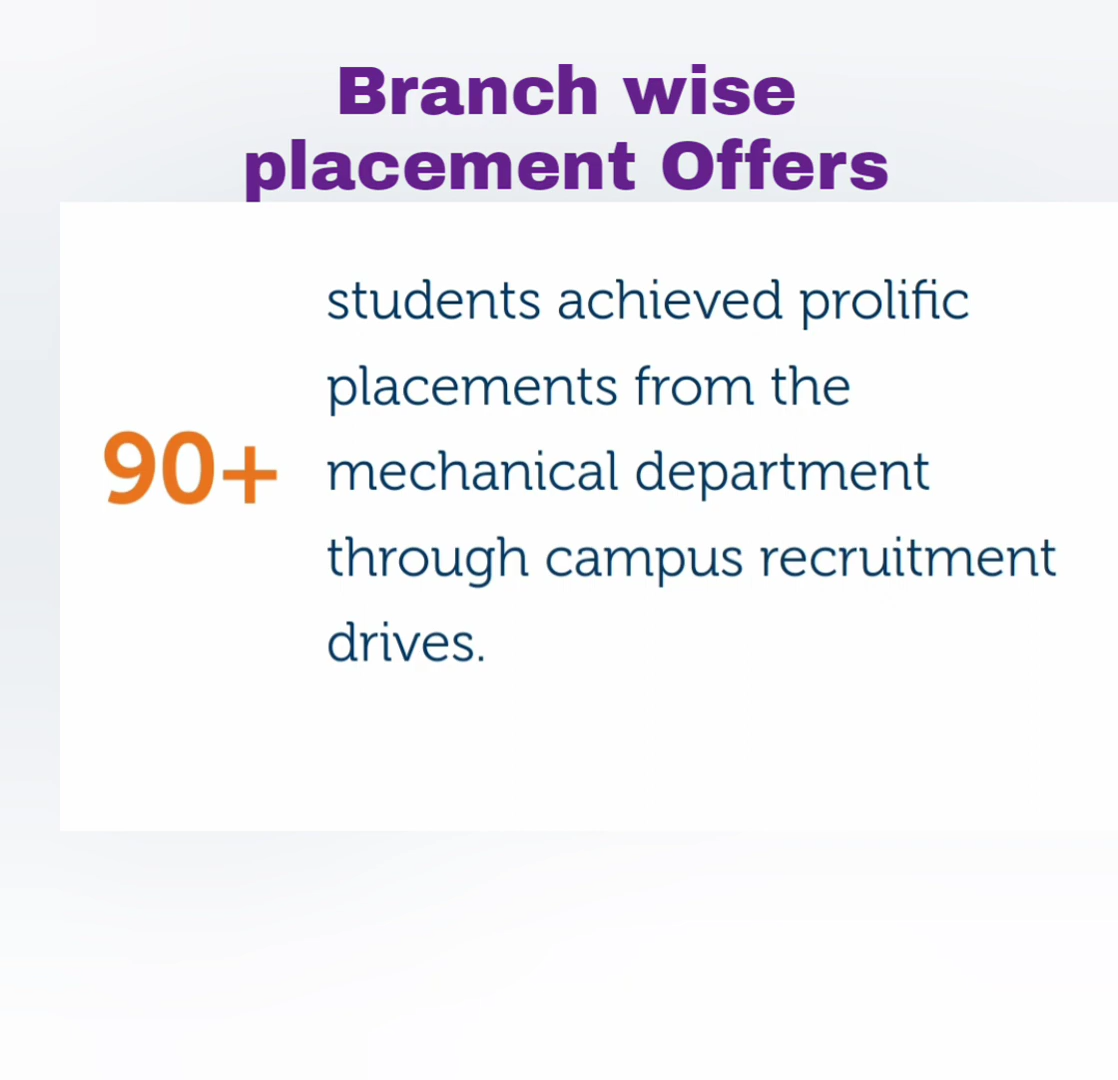 Branch wise
placement Offers
90+
students achieved prolific
placements from the
mechanical department
through campus recruitment
drives.